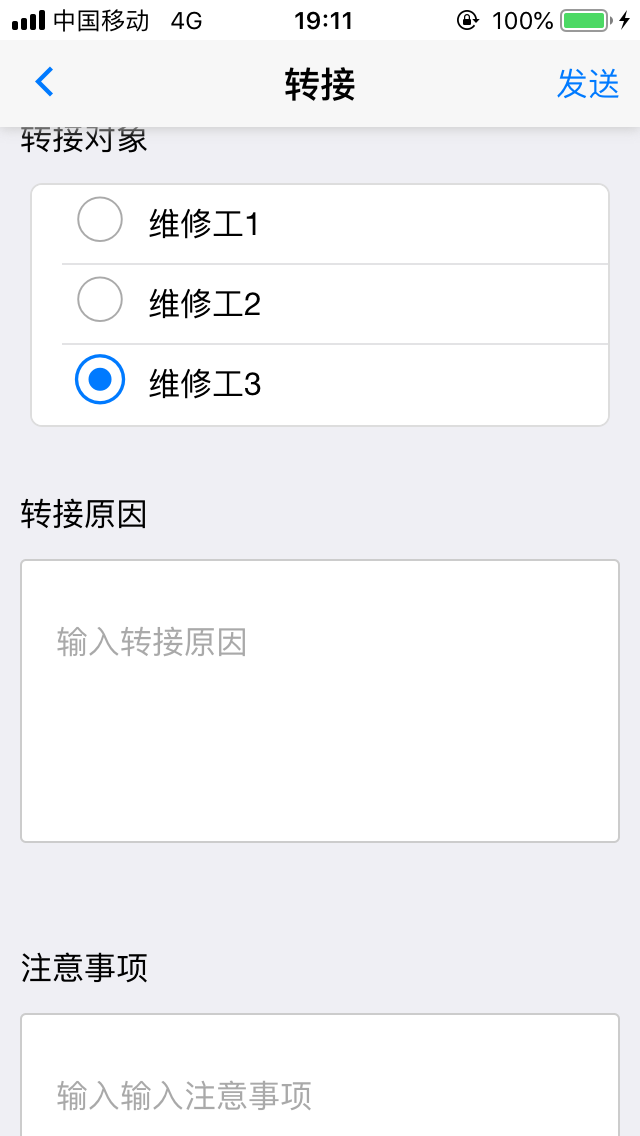 中国移动 4G 19:11 100%
转接 发送
转接对象
维修工1
维修工2
维修工3
转接原因
输入转接原因
注意事项
输入输入注意事项